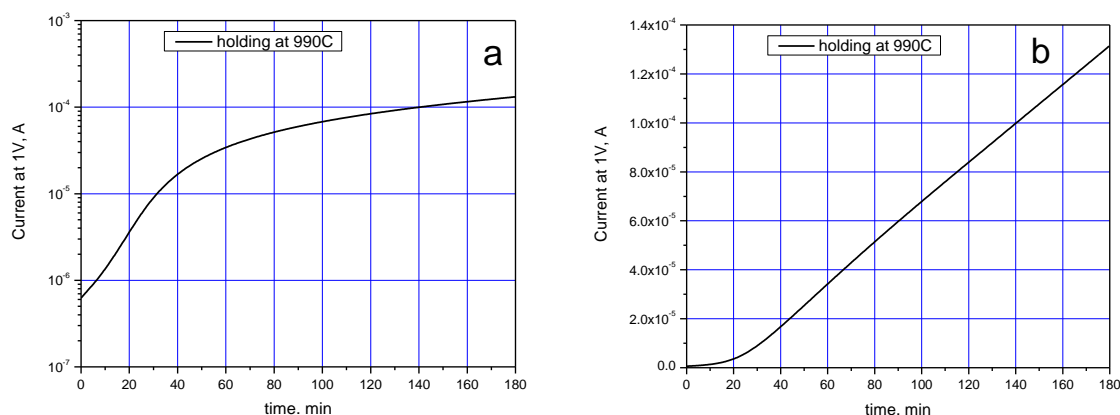 10⁻³
holding at 990C
a
10⁻⁴
10⁻⁵
10⁻⁶
10⁻⁷
Current at 1V, A
0 20 40 60 80 100 120 140 160 180
time, min
1.4x10⁻⁴
holding at 990C
b
1.2x10⁻⁴
1.0x10⁻⁴
8.0x10⁻⁵
6.0x10⁻⁵
4.0x10⁻⁵
2.0x10⁻⁵
0.0
Current at 1V, A
0 20 40 60 80 100 120 140 160 180
time, min